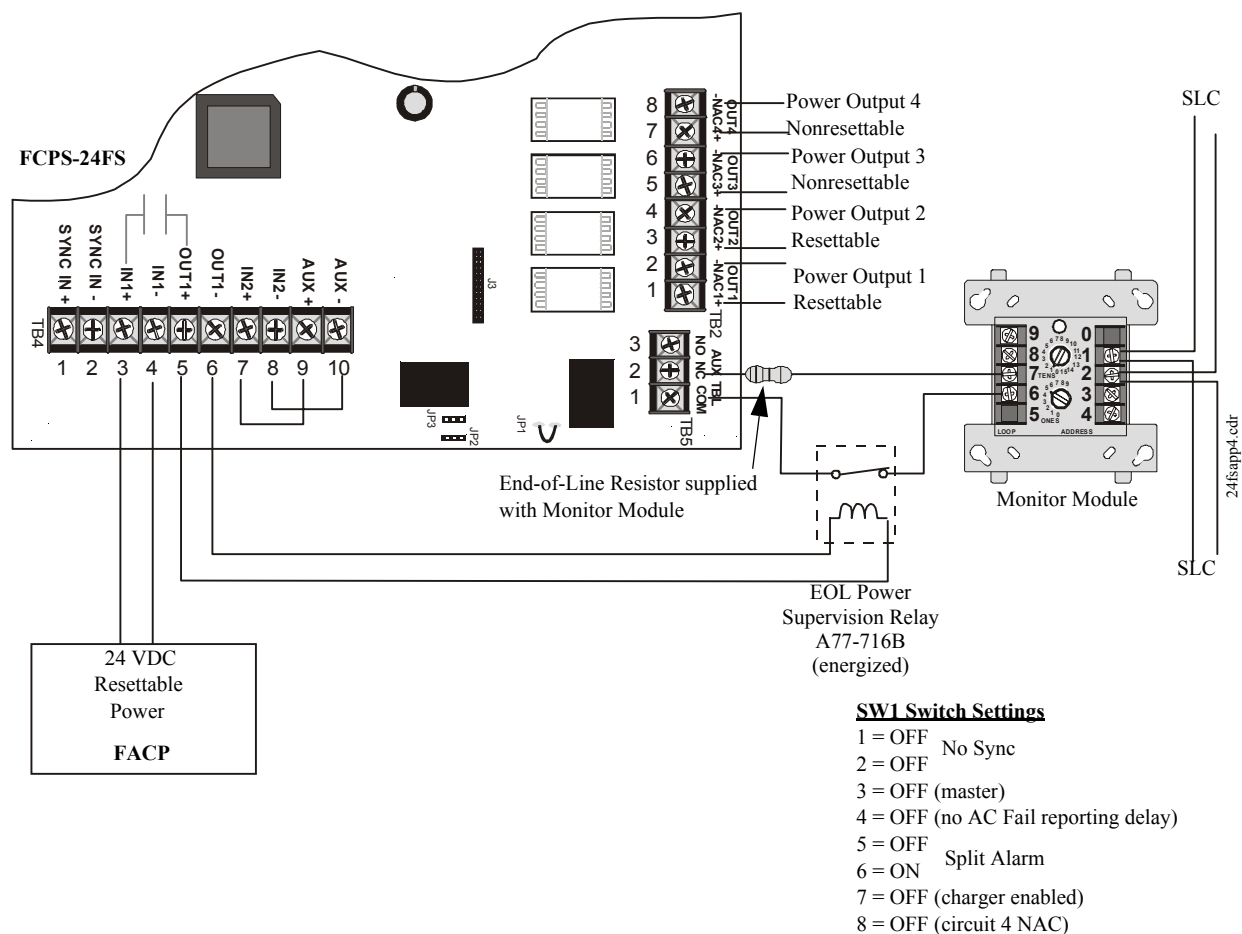 FCPS-24FS
SYNC IN +
SYNC IN -
IN1+
IN1-
OUT1+
OUT1-
IN2+
IN2-
AUX +
AUX -
TB4
1 2 3 4 5 6 7 8 9 10
J3
JP3
JP2
JP1
8
7
6
5
4
3
2
1
OUT4
-NAC4+
OUT3
-NAC3+
OUT2
-NAC2+
OUT1
-NAC1+
TB2
Power Output 4
Nonresettable
Power Output 3
Nonresettable
Power Output 2
Resettable
Power Output 1
Resettable
3
2
1
NO NC COM
AUX TBL
TB5
End-of-Line Resistor supplied
with Monitor Module
SLC
9 0
8 1
7 2
6 3
5 4
TENS
ONES
LOOP ADDRESS
Monitor Module
SLC
24fsapp4.cdr
EOL Power
Supervision Relay
A77-716B
(energized)
24 VDC
Resettable
Power
FACP
SW1 Switch Settings
1 = OFF
No Sync
2 = OFF
3 = OFF (master)
4 = OFF (no AC Fail reporting delay)
5 = OFF
Split Alarm
6 = ON
7 = OFF (charger enabled)
8 = OFF (circuit 4 NAC)